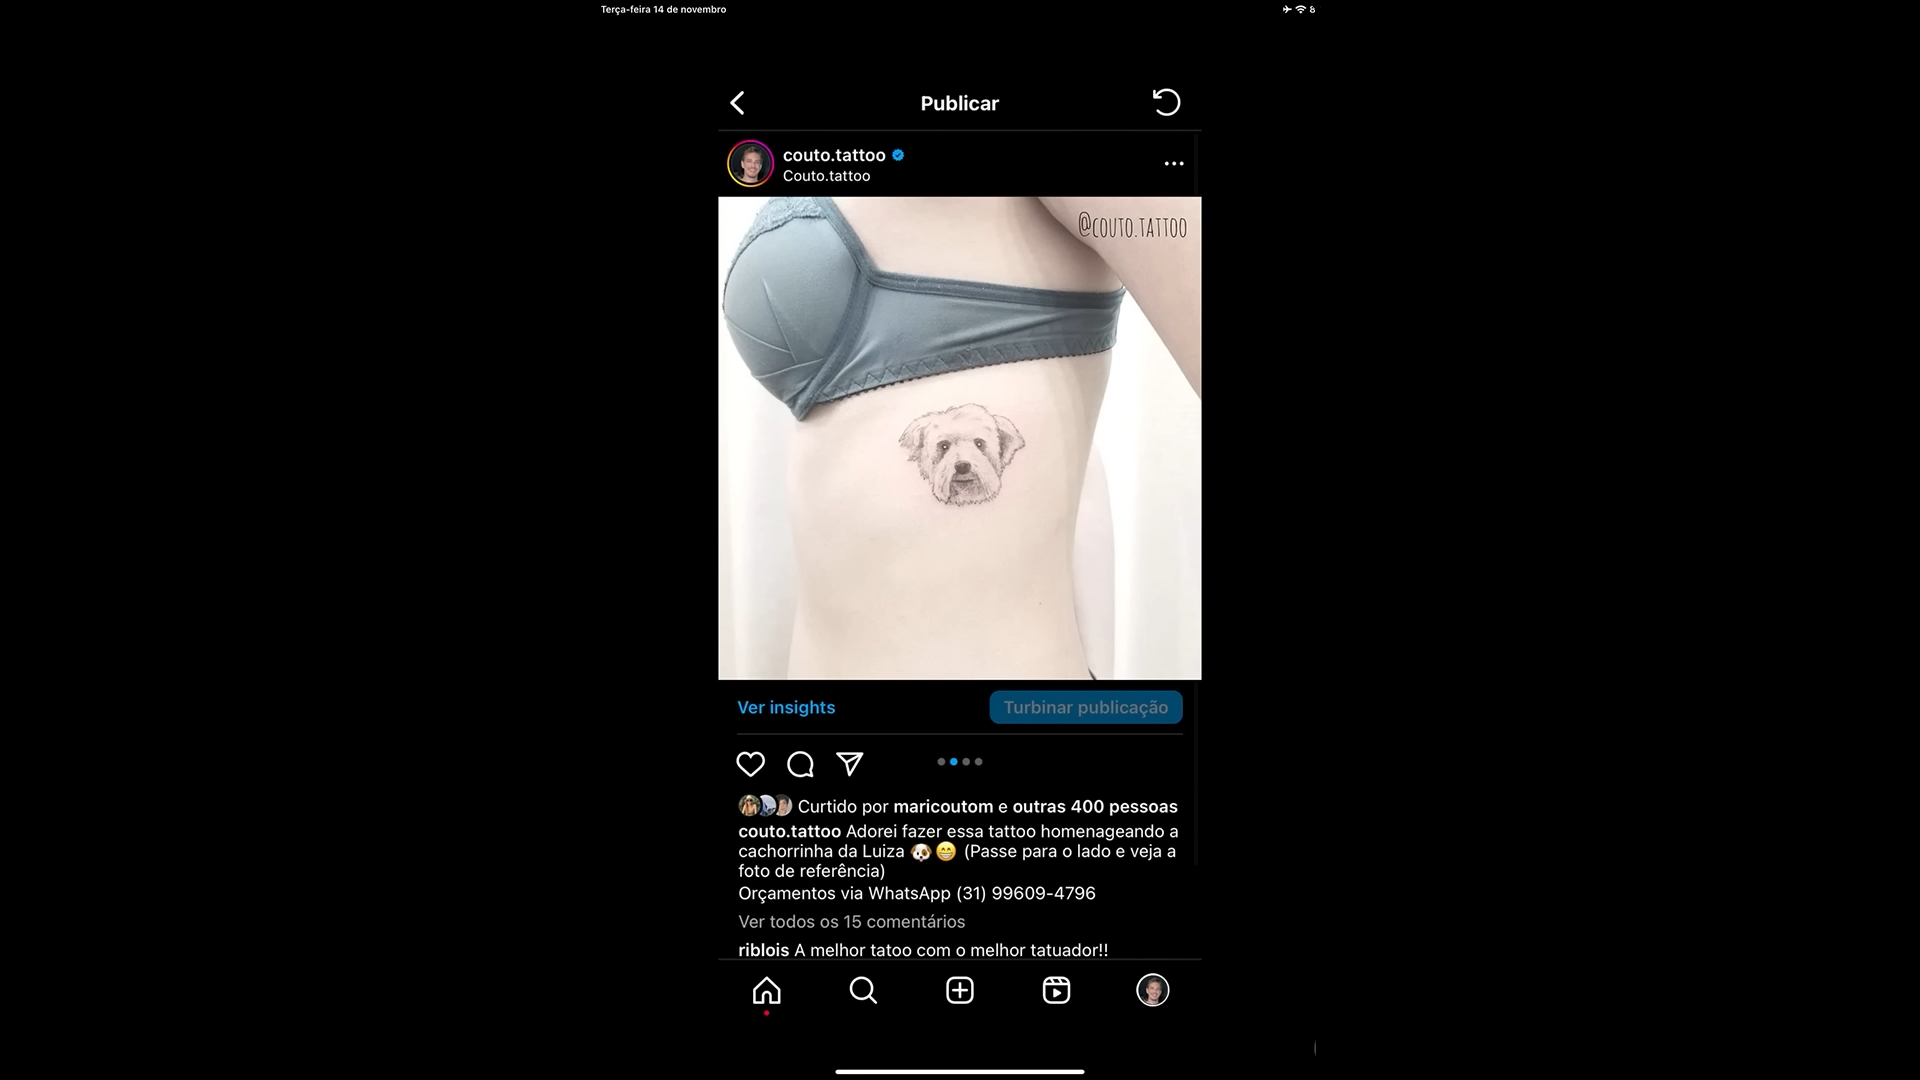 Terça-feira 14 de novembro
Publicar
couto.tattoo
Couto.tattoo
@COUTO.TATTOO
Ver insights
Turbinar publicação
Curtido por maricoutom e outras 400 pessoas
couto.tattoo Adorei fazer essa tattoo homenageando a
cachorrinha da Luiza 🐶😁 (Passe para o lado e veja a
foto de referência)
Orçamentos via WhatsApp (31) 99609-4796
Ver todos os 15 comentários
riblois A melhor tatoo com o melhor tatuador!!